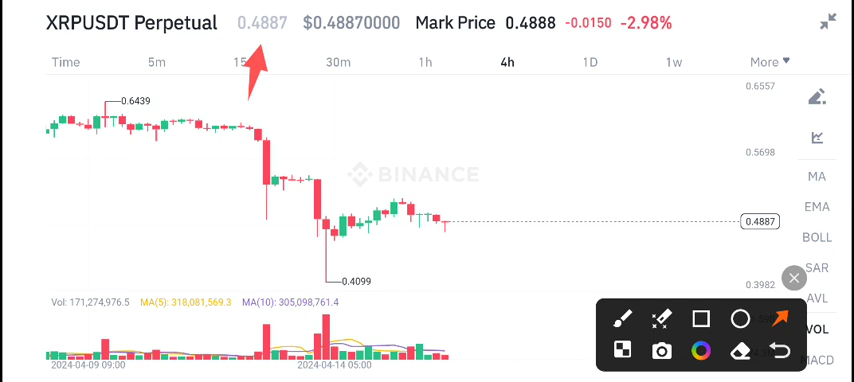 XRPUSDT Perpetual 0.4887 $0.48870000 Mark Price 0.4888 -0.0150 -2.98%
Time 5m 15 30m 1h 4h 1D 1w More
0.6557
0.6439
0.5698
BINANCE
MA
EMA
0.4887
BOLL
SAR
0.4099
0.3982
AVL
Vol: 171,274,976.5 MA(5): 318,081,569.3 MA(10): 305,098,761.4
VOL
MACD
2024-04-09 09:00 2024-04-14 05:00